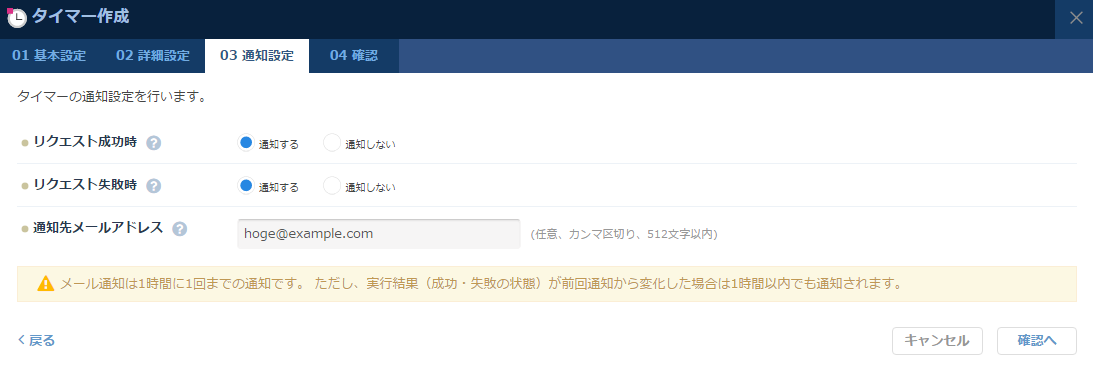 タイマー作成
01 基本設定 02 詳細設定 03 通知設定 04 確認
タイマーの通知設定を行います。
リクエスト成功時 ? 通知する 通知しない
リクエスト失敗時 ? 通知する 通知しない
通知先メールアドレス ? hoge@example.com (任意、カンマ区切り、512文字以内)
メール通知は1時間に1回までの通知です。 ただし、実行結果（成功・失敗の状態）が前回通知から変化した場合は1時間以内でも通知されます。
戻る キャンセル 確認へ